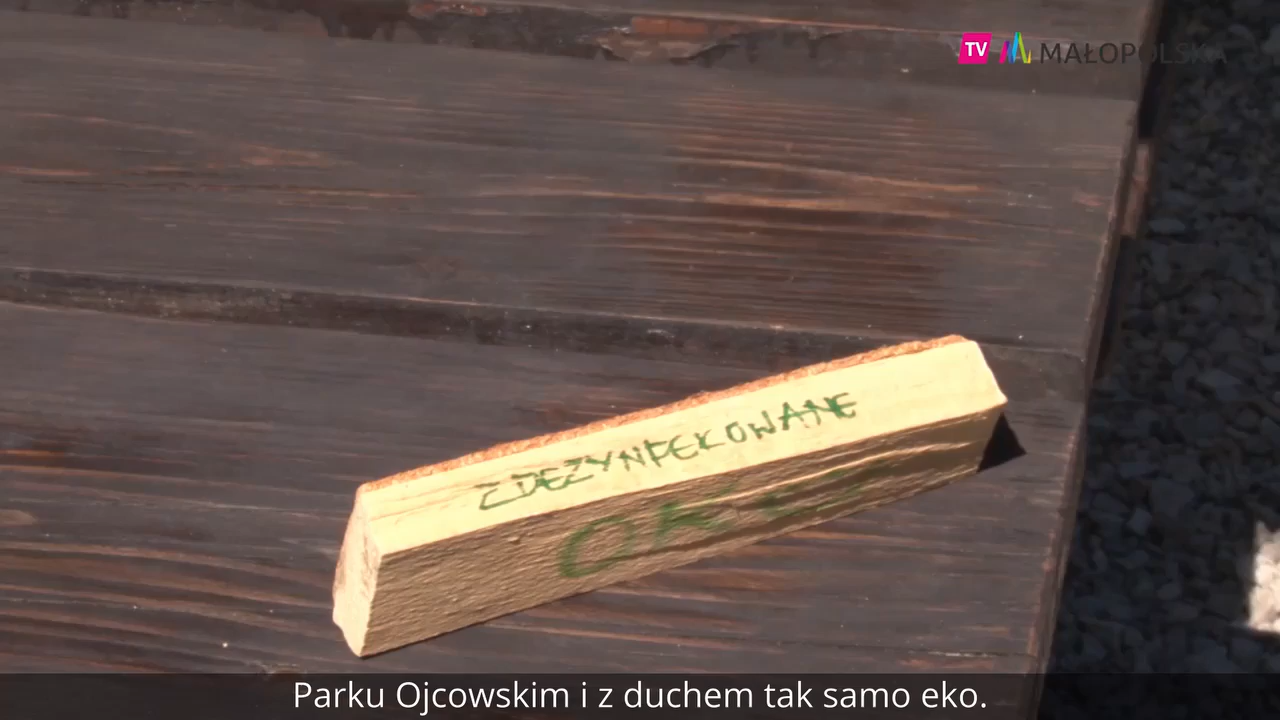 TV MAŁOPOLSKA
ZDEZYNFEKOWANE
Parku Ojcowskim i z duchem tak samo eko.